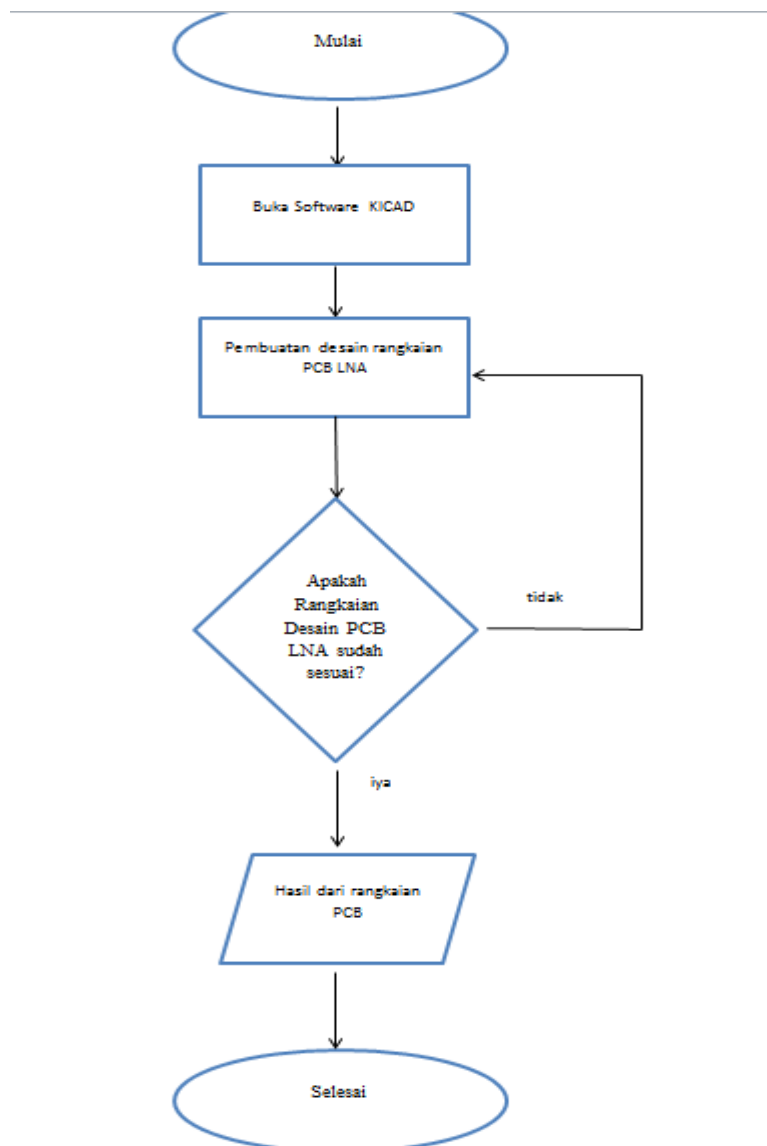 Mulai
Buka Software KICAD
Pembuatan desain rangkaian
PCB LNA
Apakah
Rangkaian
Desain PCB
LNA sudah
sesuai?
tidak
iya
Hasil dari rangkaian
PCB
Selesai